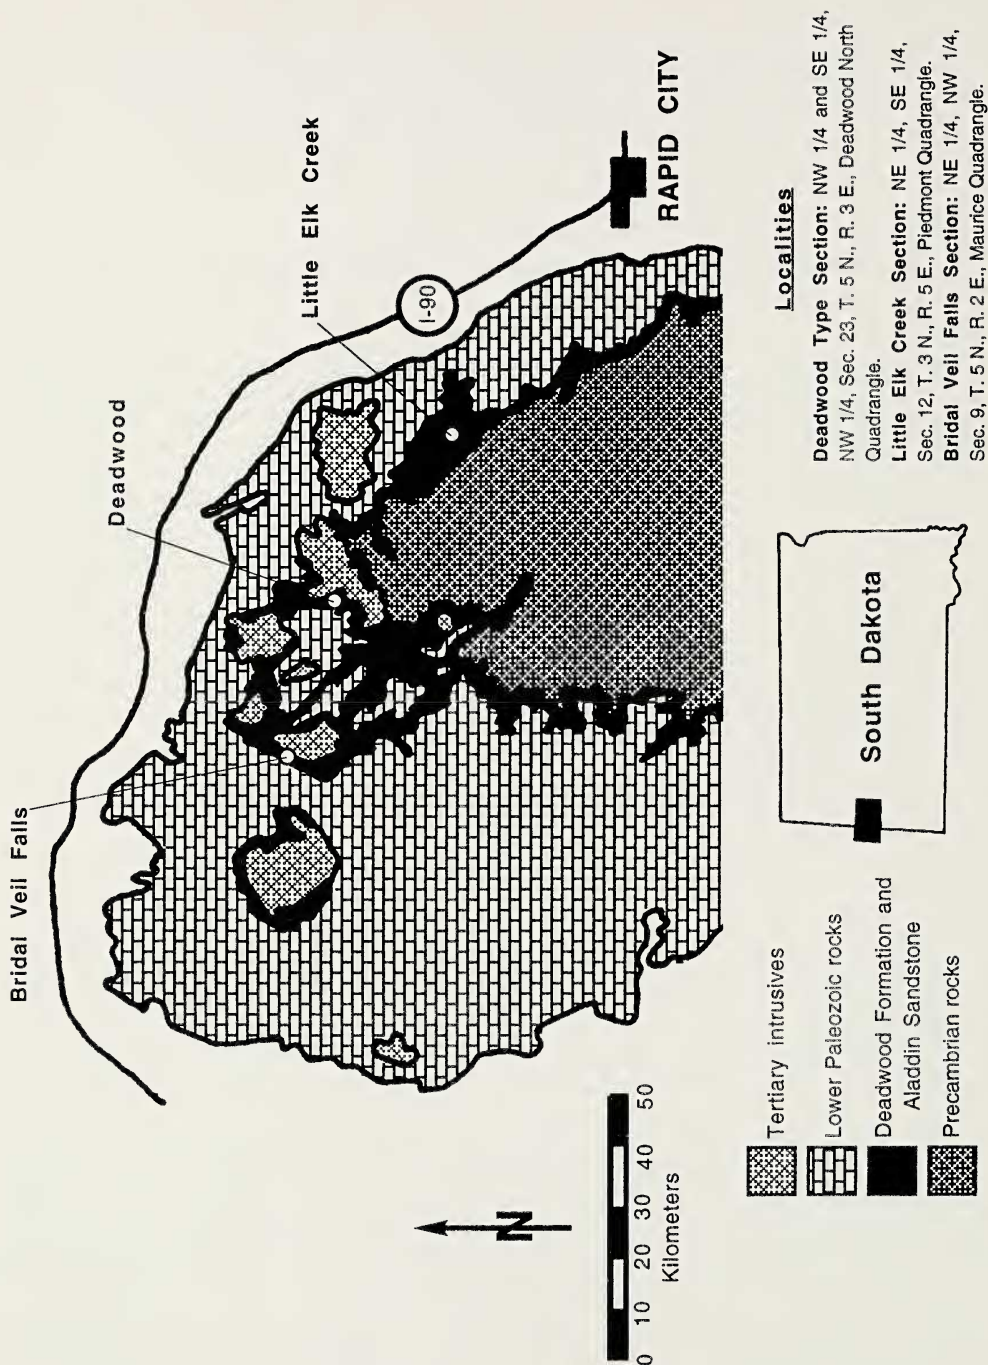 Bridal Veil Falls
Deadwood
Little Elk Creek
I-90
RAPID CITY
N
0 10 20 30 40 50
Kilometers
Tertiary intrusives
Lower Paleozoic rocks
Deadwood Formation and
Aladdin Sandstone
Precambrian rocks
South Dakota
Localities
Deadwood Type Section: NW 1/4 and SE 1/4,
NW 1/4, Sec. 23, T. 5 N., R. 3 E., Deadwood North
Quadrangle.
Little Elk Creek Section: NE 1/4, SE 1/4,
Sec. 12, T. 3 N., R. 5 E., Piedmont Quadrangle.
Bridal Veil Falls Section: NE 1/4, NW 1/4,
Sec. 9, T. 5 N., R. 2 E., Maurice Quadrangle.